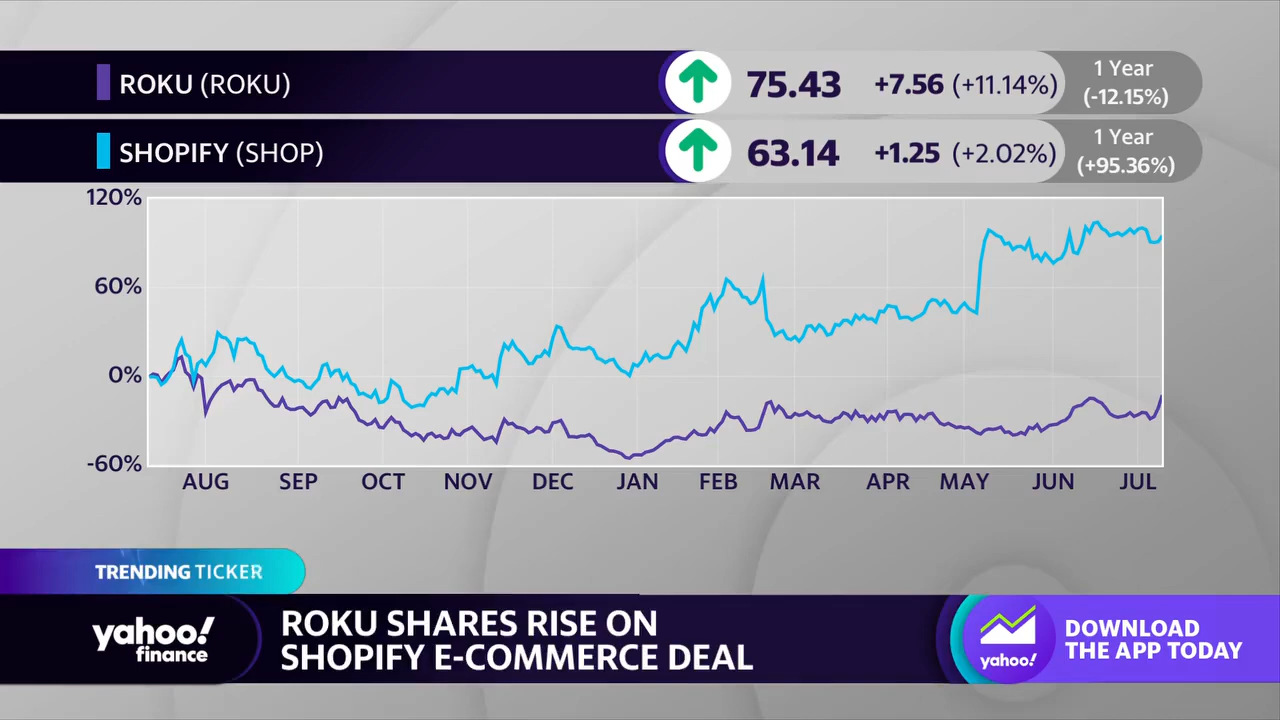 ROKU (ROKU) 75.43 +7.56 (+11.14%) 1 Year (-12.15%)
SHOPIFY (SHOP) 63.14 +1.25 (+2.02%) 1 Year (+95.36%)
120%
60%
0%
-60%
AUG SEP OCT NOV DEC JAN FEB MAR APR MAY JUN JUL
TRENDING TICKER
yahoo!
finance
ROKU SHARES RISE ON
SHOPIFY E-COMMERCE DEAL
yahoo!
DOWNLOAD
THE APP TODAY